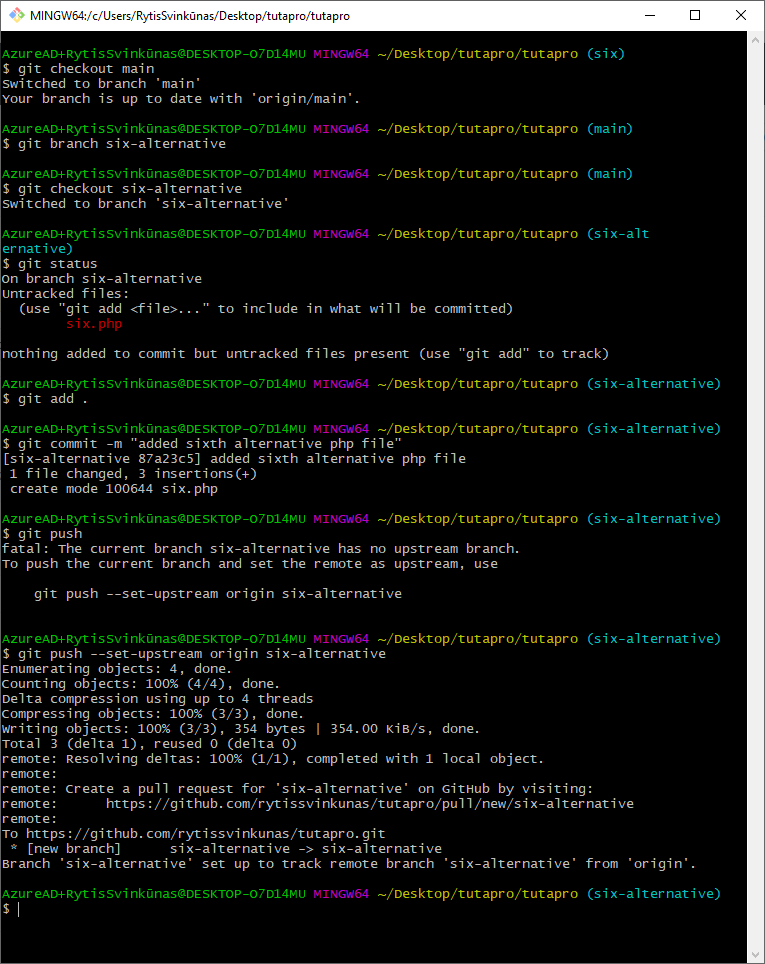 MINGW64:/c/Users/RytisSvinkūnas/Desktop/tutapro/tutapro
AzureAD+RytisSvinkūnas@DESKTOP-O7D14MU MINGW64 ~/Desktop/tutapro/tutapro (six)
$ git checkout main
Switched to branch 'main'
Your branch is up to date with 'origin/main'.
AzureAD+RytisSvinkūnas@DESKTOP-O7D14MU MINGW64 ~/Desktop/tutapro/tutapro (main)
$ git branch six-alternative
AzureAD+RytisSvinkūnas@DESKTOP-O7D14MU MINGW64 ~/Desktop/tutapro/tutapro (main)
$ git checkout six-alternative
Switched to branch 'six-alternative'
AzureAD+RytisSvinkūnas@DESKTOP-O7D14MU MINGW64 ~/Desktop/tutapro/tutapro (six-alt
ernative)
$ git status
On branch six-alternative
Untracked files:
  (use "git add <file>..." to include in what will be committed)
        six.php
nothing added to commit but untracked files present (use "git add" to track)
AzureAD+RytisSvinkūnas@DESKTOP-O7D14MU MINGW64 ~/Desktop/tutapro/tutapro (six-alternative)
$ git add .
AzureAD+RytisSvinkūnas@DESKTOP-O7D14MU MINGW64 ~/Desktop/tutapro/tutapro (six-alternative)
$ git commit -m "added sixth alternative php file"
[six-alternative 87a23c5] added sixth alternative php file
 1 file changed, 3 insertions(+)
 create mode 100644 six.php
AzureAD+RytisSvinkūnas@DESKTOP-O7D14MU MINGW64 ~/Desktop/tutapro/tutapro (six-alternative)
$ git push
fatal: The current branch six-alternative has no upstream branch.
To push the current branch and set the remote as upstream, use
    git push --set-upstream origin six-alternative
AzureAD+RytisSvinkūnas@DESKTOP-O7D14MU MINGW64 ~/Desktop/tutapro/tutapro (six-alternative)
$ git push --set-upstream origin six-alternative
Enumerating objects: 4, done.
Counting objects: 100% (4/4), done.
Delta compression using up to 4 threads
Compressing objects: 100% (3/3), done.
Writing objects: 100% (3/3), 354 bytes | 354.00 KiB/s, done.
Total 3 (delta 1), reused 0 (delta 0)
remote: Resolving deltas: 100% (1/1), completed with 1 local object.
remote:
remote: Create a pull request for 'six-alternative' on GitHub by visiting:
remote:      https://github.com/rytissvinkunas/tutapro/pull/new/six-alternative
remote:
To https://github.com/rytissvinkunas/tutapro.git
 * [new branch]      six-alternative -> six-alternative
Branch 'six-alternative' set up to track remote branch 'six-alternative' from 'origin'.
AzureAD+RytisSvinkūnas@DESKTOP-O7D14MU MINGW64 ~/Desktop/tutapro/tutapro (six-alternative)
$